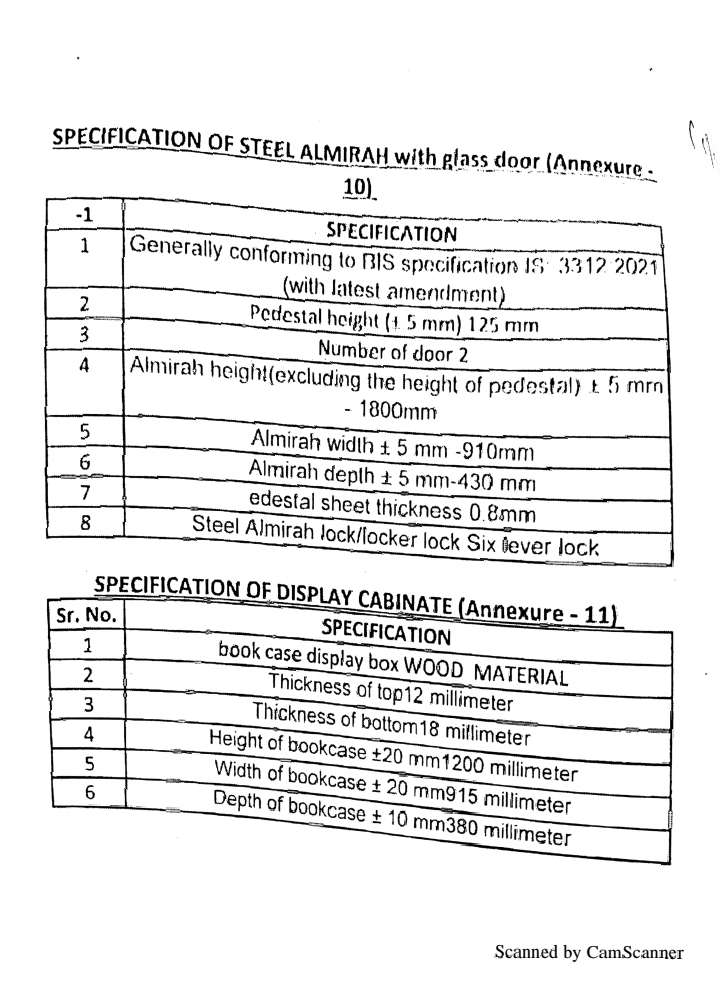 SPECIFICATION OF STEEL ALMIRAH with glass door (Annexure -
10)
-1 SPECIFICATION
1 Generally conforming to BIS specification IS: 3312:2021
(with latest amendment)
2 Pedestal height (± 5 mm) 125 mm
3 Number of door 2
4 Almirah height(excluding the height of pedestal) ± 5 mm
- 1800mm
5 Almirah width ± 5 mm -910mm
6 Almirah depth ± 5 mm-430 mm
7 edestal sheet thickness 0.8mm
8 Steel Almirah lock/locker lock Six lever lock
SPECIFICATION OF DISPLAY CABINATE (Annexure - 11)
Sr. No. SPECIFICATION
1 book case display box WOOD MATERIAL
2 Thickness of top12 millimeter
3 Thickness of bottom18 millimeter
4 Height of bookcase ±20 mm1200 millimeter
5 Width of bookcase ± 20 mm915 millimeter
6 Depth of bookcase ± 10 mm380 millimeter
Scanned by CamScanner